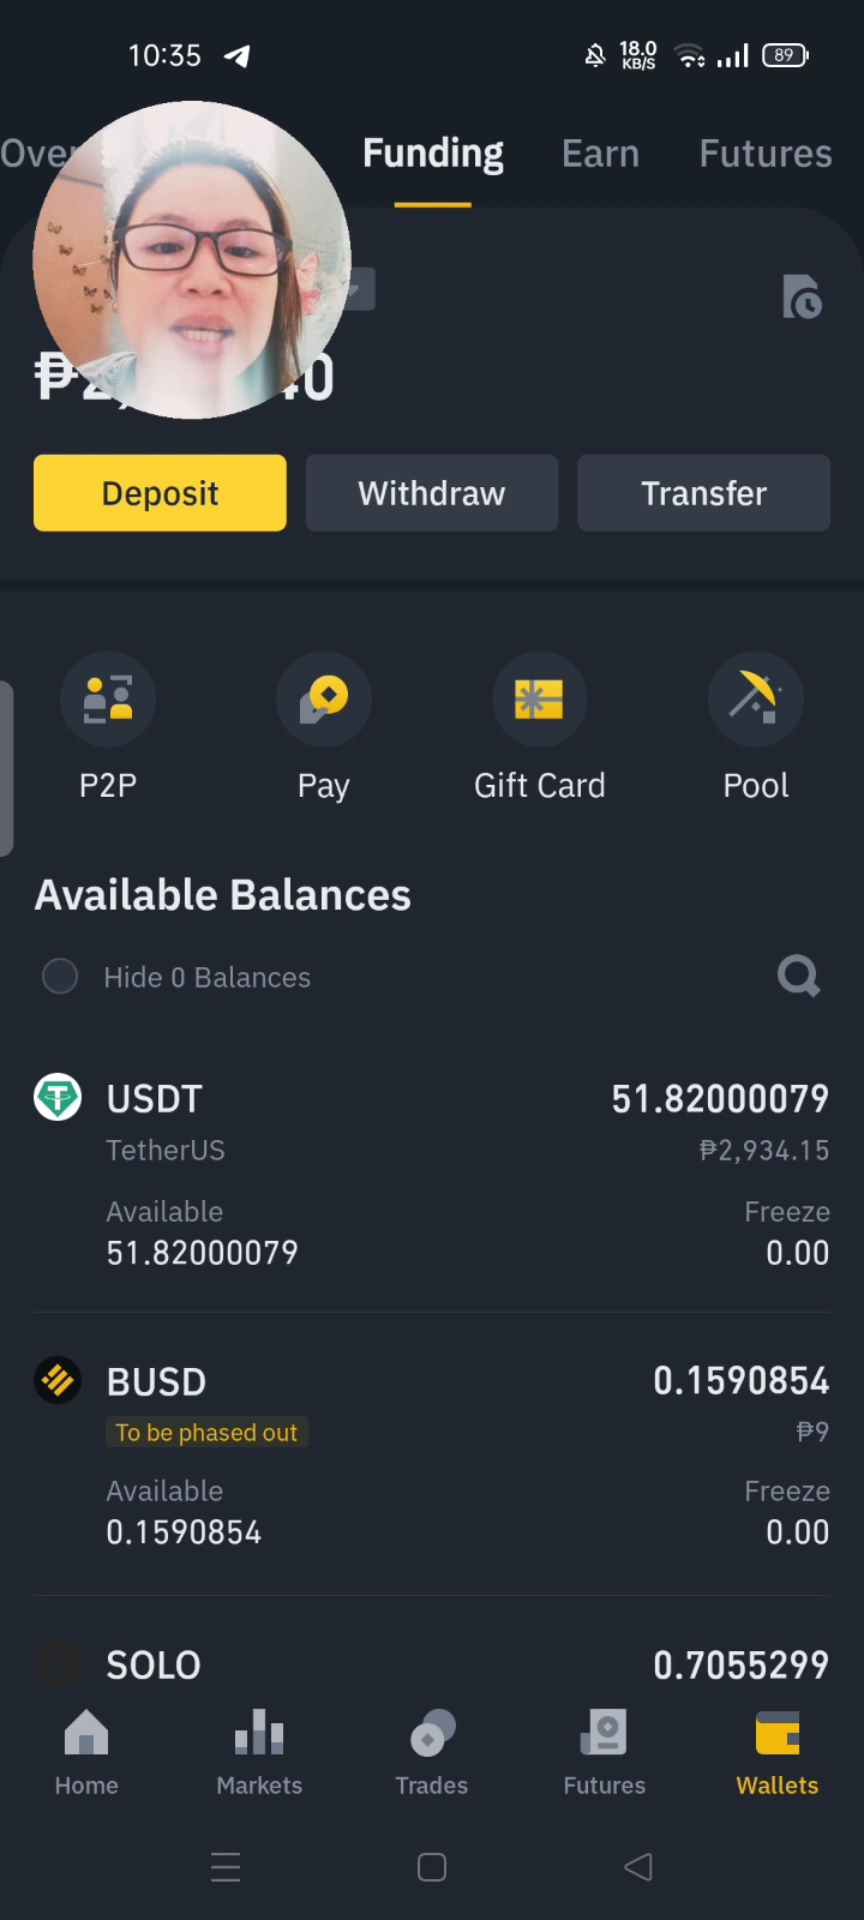 10:35 18.0 KB/S 89
Funding Earn Futures
Deposit Withdraw Transfer
P2P Pay Gift Card Pool
Available Balances
Hide 0 Balances
USDT 51.82000079
TetherUS ₱2,934.15
Available Freeze
51.82000079 0.00
BUSD 0.1590854
To be phased out ₱9
Available Freeze
0.1590854 0.00
SOLO 0.7055299
Home Markets Trades Futures Wallets